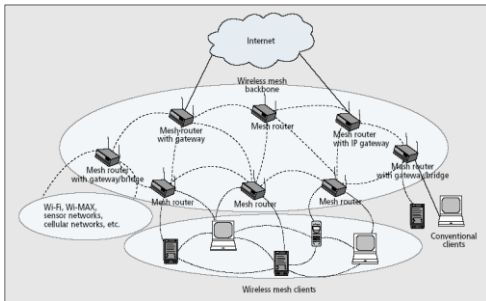 Internet
Wireless mesh
backbone
Mesh router
with gateway
Mesh router
Mesh router
with IP gateway
Mesh router
with gateway/bridge
Mesh router
with gateway/bridge
Mesh router
Mesh router
Mesh router
Wi-Fi, Wi-MAX,
sensor networks,
cellular networks, etc.
Conventional
clients
Wireless mesh clients